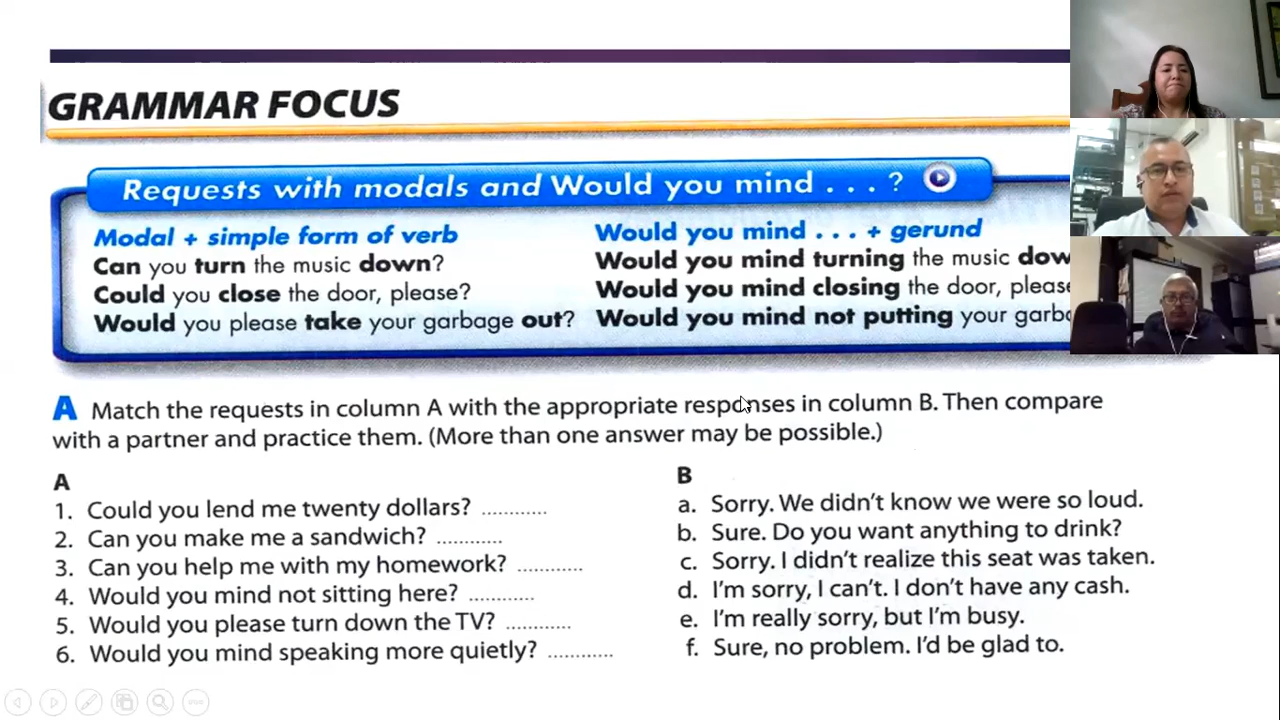 GRAMMAR FOCUS
Requests with modals and Would you mind . . . ?
Modal + simple form of verb
Can you turn the music down?
Could you close the door, please?
Would you please take your garbage out?
Would you mind . . . + gerund
Would you mind turning the music dow
Would you mind closing the door, please
Would you mind not putting your garb
A Match the requests in column A with the appropriate responses in column B. Then compare
with a partner and practice them. (More than one answer may be possible.)
A
1. Could you lend me twenty dollars? ............
2. Can you make me a sandwich? ............
3. Can you help me with my homework? ............
4. Would you mind not sitting here? ............
5. Would you please turn down the TV? ............
6. Would you mind speaking more quietly? ............
B
a. Sorry. We didn't know we were so loud.
b. Sure. Do you want anything to drink?
c. Sorry. I didn't realize this seat was taken.
d. I'm sorry, I can't. I don't have any cash.
e. I'm really sorry, but I'm busy.
f. Sure, no problem. I'd be glad to.